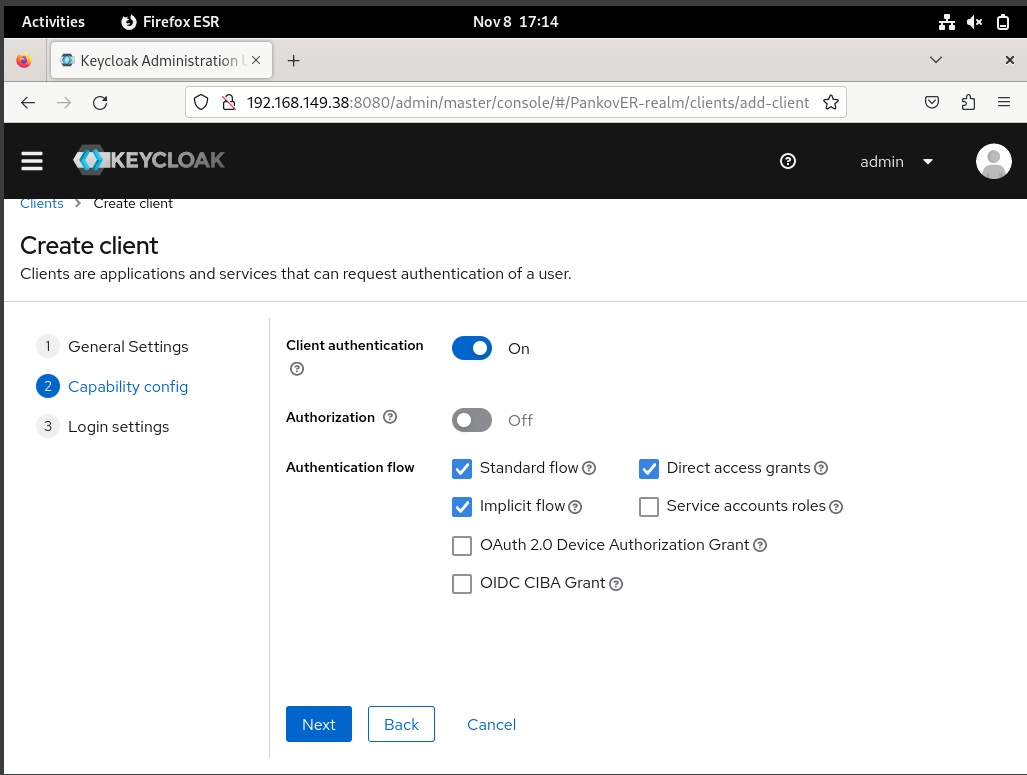 Activities Firefox ESR Nov 8 17:14
Keycloak Administration
192.168.149.38:8080/admin/master/console/#/PankovER-realm/clients/add-client
KEYCLOAK admin
Clients Create client
Create client
Clients are applications and services that can request authentication of a user.
1 General Settings
2 Capability config
3 Login settings
Client authentication On
Authorization Off
Authentication flow Standard flow Direct access grants
Implicit flow Service accounts roles
OAuth 2.0 Device Authorization Grant
OIDC CIBA Grant
Next Back Cancel